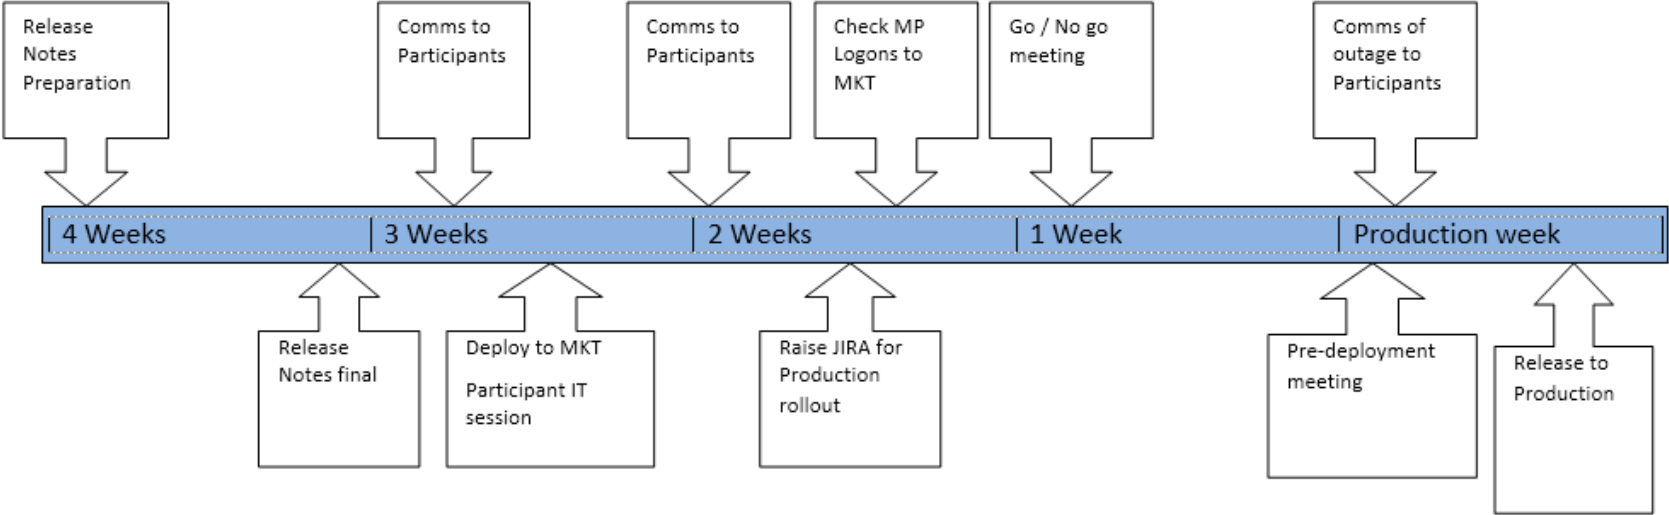 Release
Notes
Preparation
Comms to
Participants
Comms to
Participants
Check MP
Logons to
MKT
Go / No go
meeting
Comms of
outage to
Participants
4 Weeks
3 Weeks
2 Weeks
1 Week
Production week
Release
Notes final
Deploy to MKT
Participant IT
session
Raise JIRA for
Production
rollout
Pre-deployment
meeting
Release to
Production